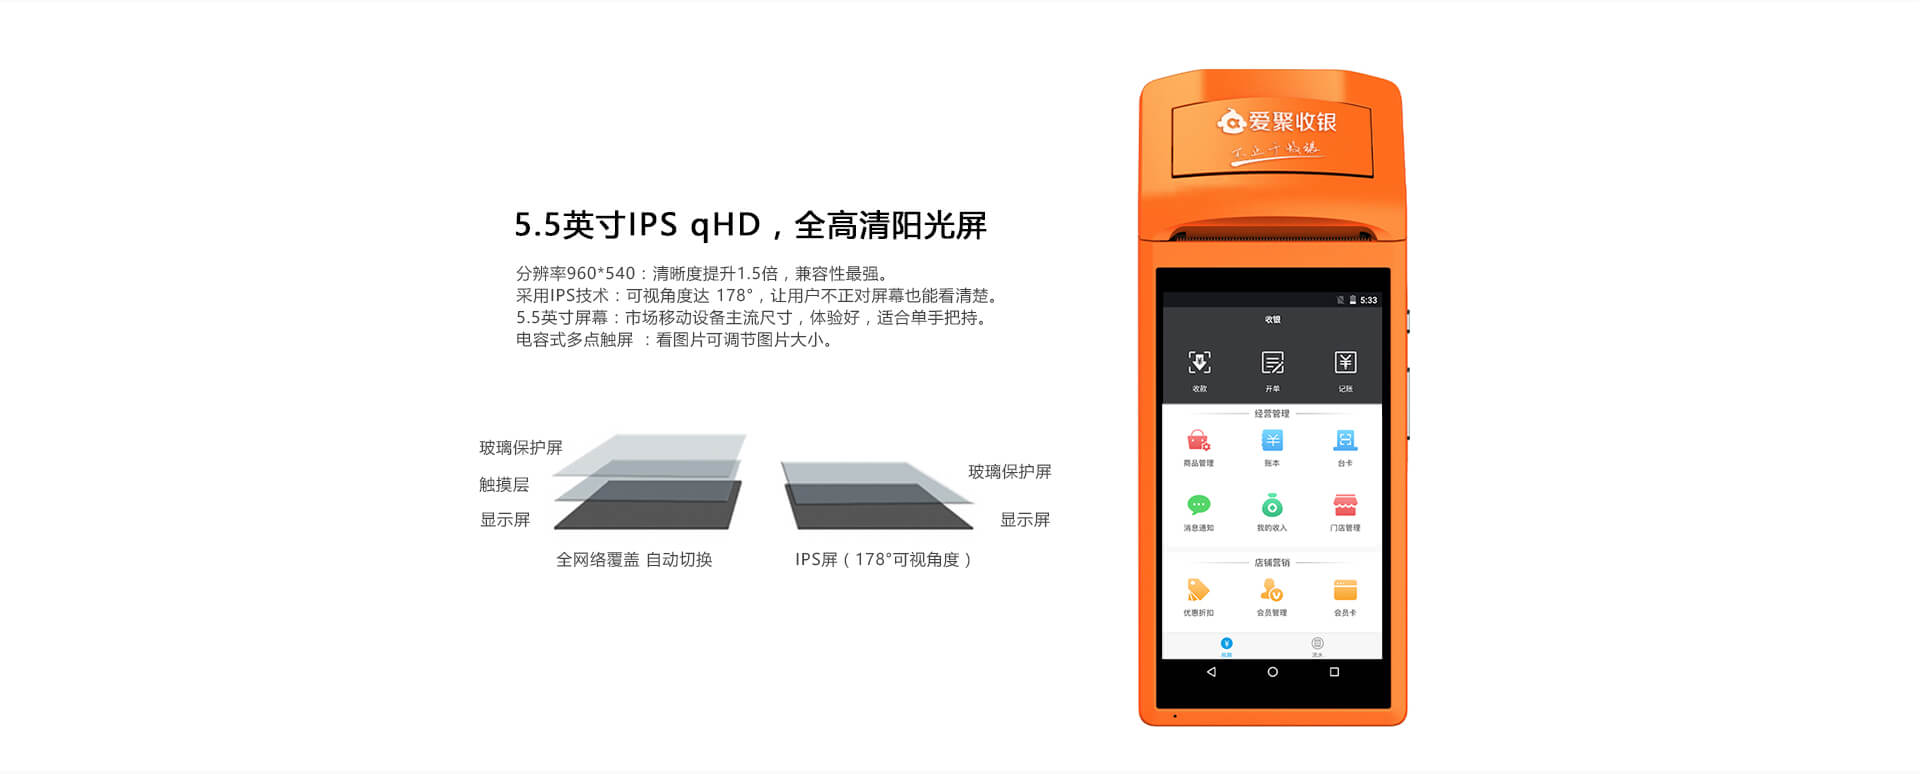 5.5英寸IPS qHD，全高清阳光屏
分辨率960*540：清晰度提升1.5倍，兼容性最强。
采用IPS技术：可视角度达 178°，让用户不正对屏幕也能看清楚。
5.5英寸屏幕：市场移动设备主流尺寸，体验好，适合单手把持。
电容式多点触屏 ：看图片可调节图片大小。
玻璃保护屏
触摸层
显示屏
全网络覆盖 自动切换
玻璃保护屏
显示屏
IPS屏（178°可视角度）
爱聚收银
不止于收银
5:33
收银
收款 开单 记账
经营管理
商品管理 账本 台卡
消息通知 我的收入 门店管理
店铺营销
优惠折扣 会员管理 会员卡
流水